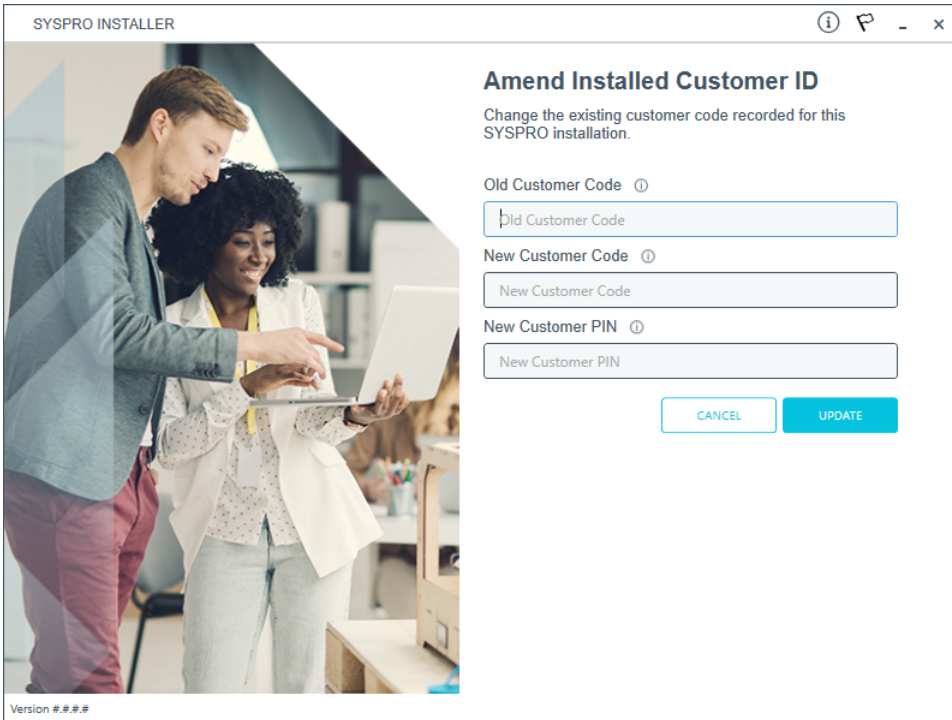 SYSPRO INSTALLER
Amend Installed Customer ID
Change the existing customer code recorded for this
SYSPRO installation.
Old Customer Code
Old Customer Code
New Customer Code
New Customer Code
New Customer PIN
New Customer PIN
CANCEL UPDATE
Version #.#.#.#